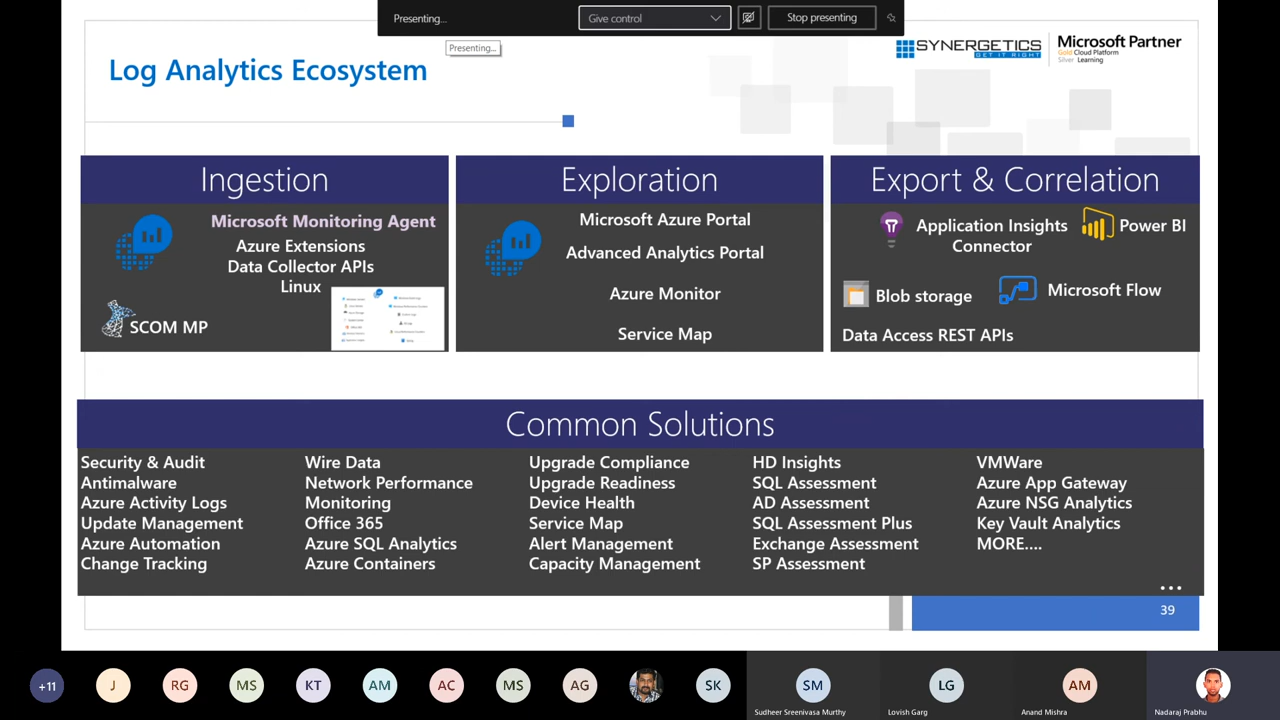 Presenting...
Give control
Stop presenting
Presenting...
Log Analytics Ecosystem
SYNERGETICS
GET IT RIGHT
Microsoft Partner
Gold Cloud Platform
Silver Learning
Ingestion
Microsoft Monitoring Agent
Azure Extensions
Data Collector APIs
Linux
SCOM MP
Exploration
Microsoft Azure Portal
Advanced Analytics Portal
Azure Monitor
Service Map
Export & Correlation
Application Insights
Connector
Power BI
Blob storage
Microsoft Flow
Data Access REST APIs
Common Solutions
Security & Audit
Antimalware
Azure Activity Logs
Update Management
Azure Automation
Change Tracking
Wire Data
Network Performance
Monitoring
Office 365
Azure SQL Analytics
Azure Containers
Upgrade Compliance
Upgrade Readiness
Device Health
Service Map
Alert Management
Capacity Management
HD Insights
SQL Assessment
AD Assessment
SQL Assessment Plus
Exchange Assessment
SP Assessment
VMWare
Azure App Gateway
Azure NSG Analytics
Key Vault Analytics
MORE....
...
39
+11
J
RG
MS
KT
AM
AC
MS
AG
SK
SM
LG
AM
Sudheer Sreenivasa Murthy
Lovish Garg
Anand Mishra
Nadaraj Prabhu